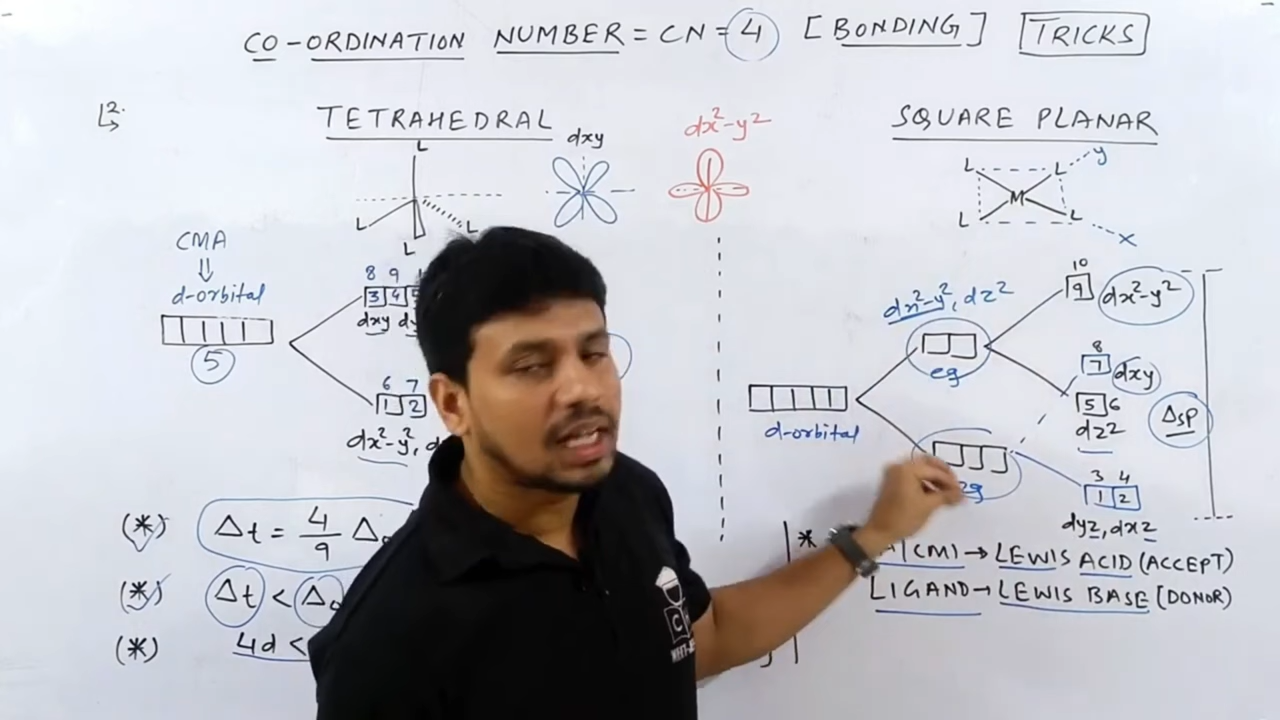 CO-ORDINATION NUMBER = CN = 4 [BONDING] TRICKS
L2.
TETRAHEDRAL
L
L
L
L
dxy
dx²-y²
CMA
d-orbital
5
8 9
3 4
dxy
6 7
1 2
dx²-y²,
(*) Δt = 4/9
(*) Δt <
(*) 4d <
SQUARE PLANAR
L L y
M
L L x
dx²-y², dz²
eg
d-orbital
10
9 dx²-y²
8
7 dxy
5 6
dz²
Δsp
3 4
1 2
dyz, dxz
* (CM) → LEWIS ACID (ACCEPT)
LIGAND → LEWIS BASE (DONOR)
C